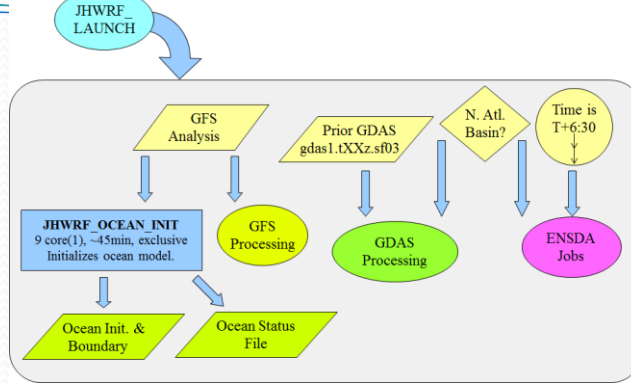 JHWRF_
LAUNCH
GFS
Analysis
Prior GDAS
gdas1.tXXz.sf03
N. Atl.
Basin?
Time is
T+6:30
JHWRF_OCEAN_INIT
9 core(1), ~45min, exclusive
Initializes ocean model.
GFS
Processing
GDAS
Processing
ENSDA
Jobs
Ocean Init. &
Boundary
Ocean Status
File